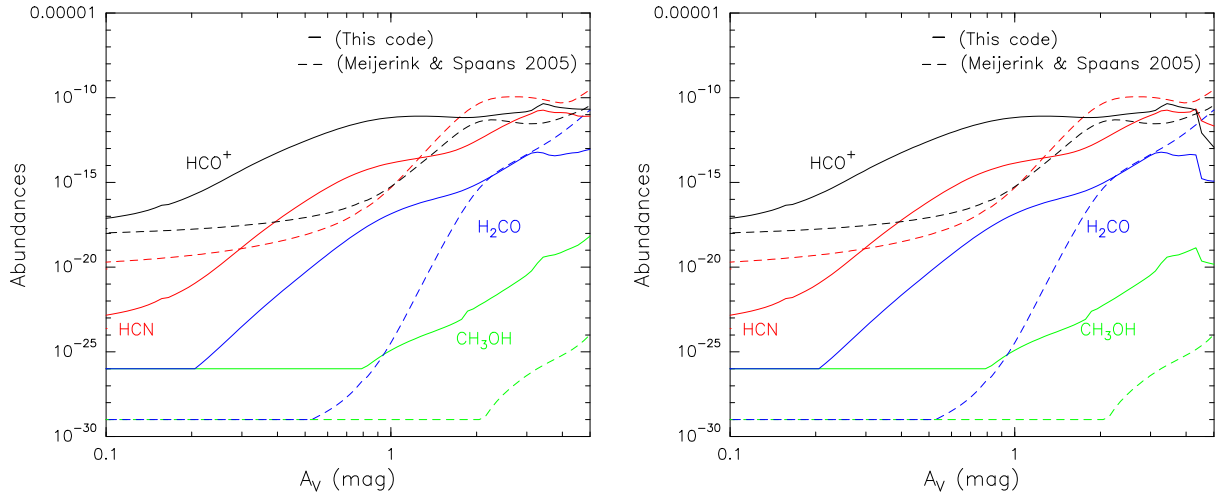 0.00001
10⁻¹⁰
10⁻¹⁵
10⁻²⁰
10⁻²⁵
10⁻³⁰
Abundances
(This code)
(Meijerink & Spaans 2005)
HCO⁺
H₂CO
HCN
CH₃OH
0.1
1
A_V (mag)
0.00001
10⁻¹⁰
10⁻¹⁵
10⁻²⁰
10⁻²⁵
10⁻³⁰
Abundances
(This code)
(Meijerink & Spaans 2005)
HCO⁺
H₂CO
HCN
CH₃OH
0.1
1
A_V (mag)